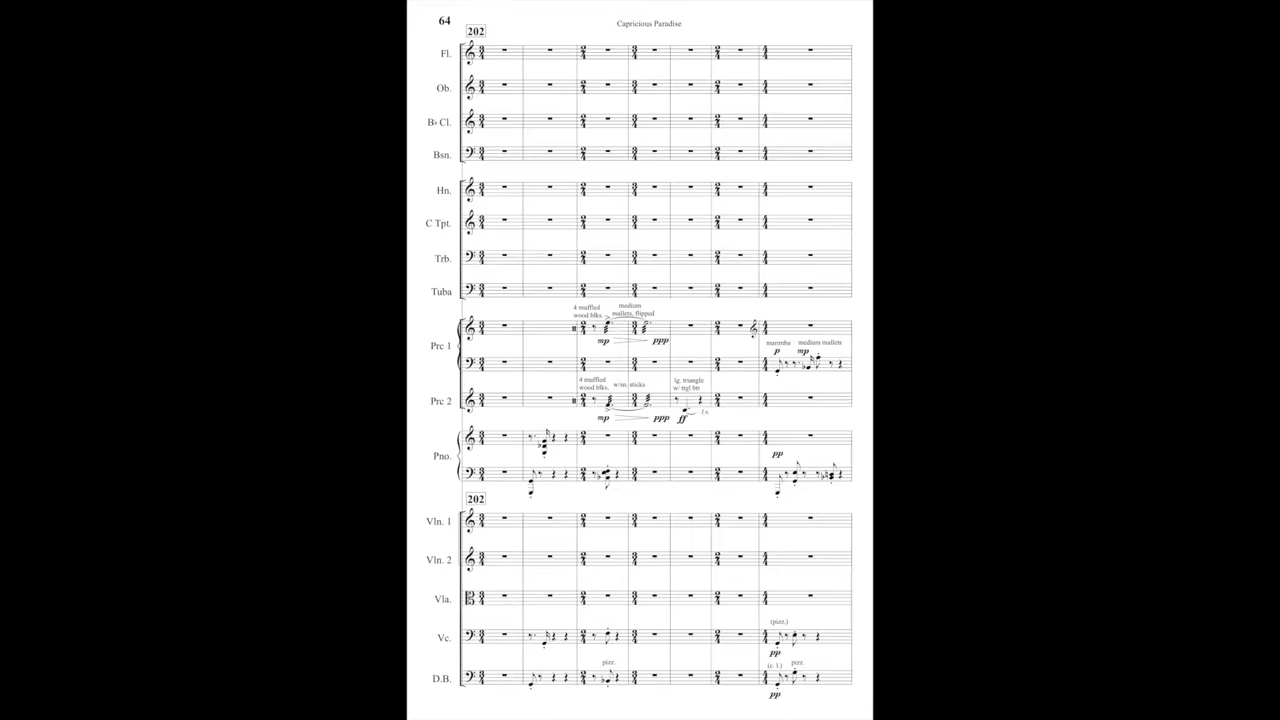 64
Capricious Paradise
202
Fl.
Ob.
B♭ Cl.
Bsn.
Hn.
C Tpt.
Trb.
Tuba
4 muffled
wood blks.
medium
mallets, flipped
mp
ppp
Prc 1
marimba
medium mallets
p
mp
4 muffled
wood blks.
w/sn. sticks
lg. triangle
w/ trgl btr
Prc 2
mp
ppp
ff
l.v.
Pno.
pp
202
Vln. 1
Vln. 2
Vla.
(pizz.)
Vc.
pp
pizz.
(c. l.)
pizz.
D.B.
pp